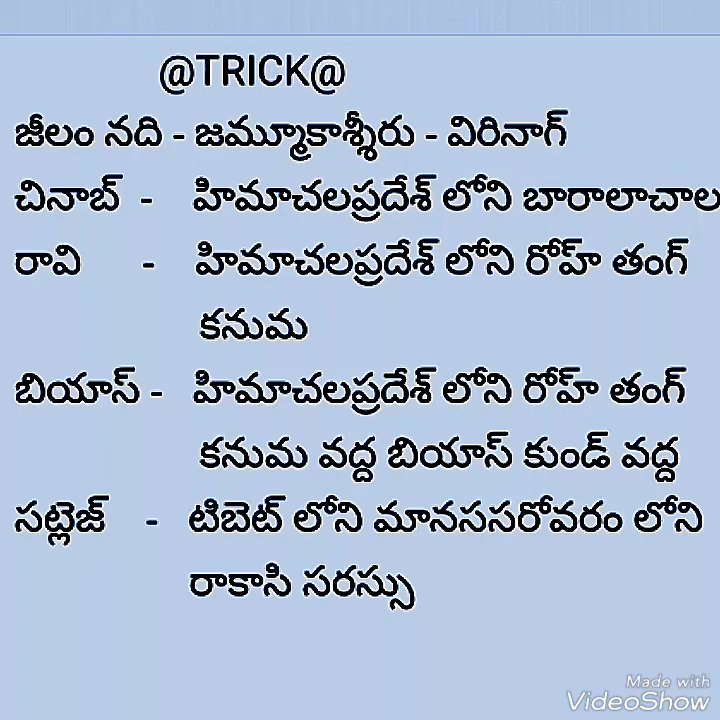 @TRICK@
జీలం నది - జమ్మూకాశ్మీరు - విరినాగ్
చినాబ్ - హిమాచలప్రదేశ్ లోని బారాలాచాల
రావి - హిమాచలప్రదేశ్ లోని రోహ్ తంగ్
కనుమ
బియాస్ - హిమాచలప్రదేశ్ లోని రోహ్ తంగ్
కనుమ వద్ద బియాస్ కుండ్ వద్ద
సట్లెజ్ - టిబెట్ లోని మానససరోవరం లోని
రాకాసి సరస్సు
Made with
VideoShow